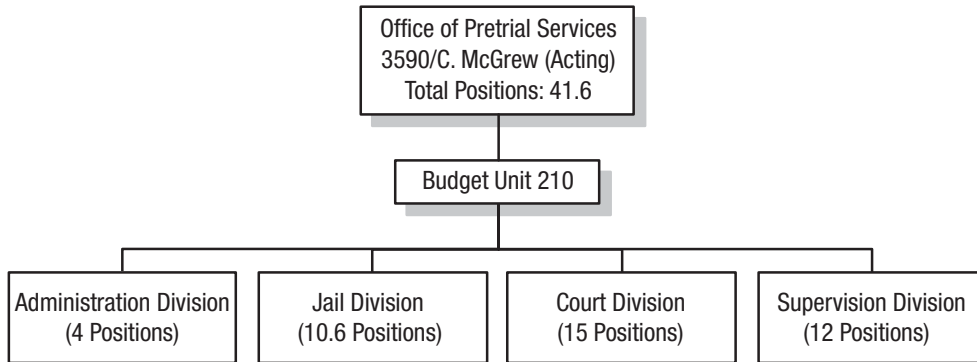 Office of Pretrial Services
3590/C. McGrew (Acting)
Total Positions: 41.6
Budget Unit 210
Administration Division
(4 Positions)
Jail Division
(10.6 Positions)
Court Division
(15 Positions)
Supervision Division
(12 Positions)